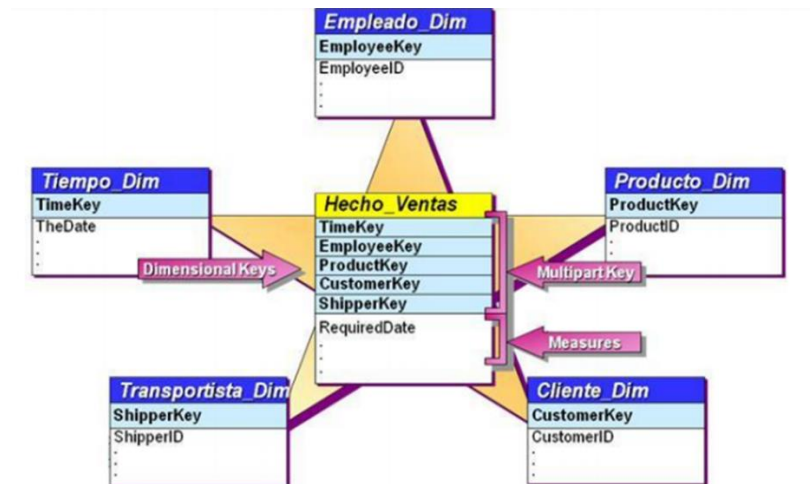 Empleado_Dim
EmployeeKey
EmployeeID
.
.
.
Tiempo_Dim
TimeKey
TheDate
.
.
.
Hecho_Ventas
TimeKey
EmployeeKey
ProductKey
CustomerKey
ShipperKey
RequiredDate
.
.
.
Producto_Dim
ProductKey
ProductID
.
.
.
Dimensional Keys
Multipart Key
Measures
Transportista_Dim
ShipperKey
ShipperID
.
.
.
Cliente_Dim
CustomerKey
CustomerID
.
.
.